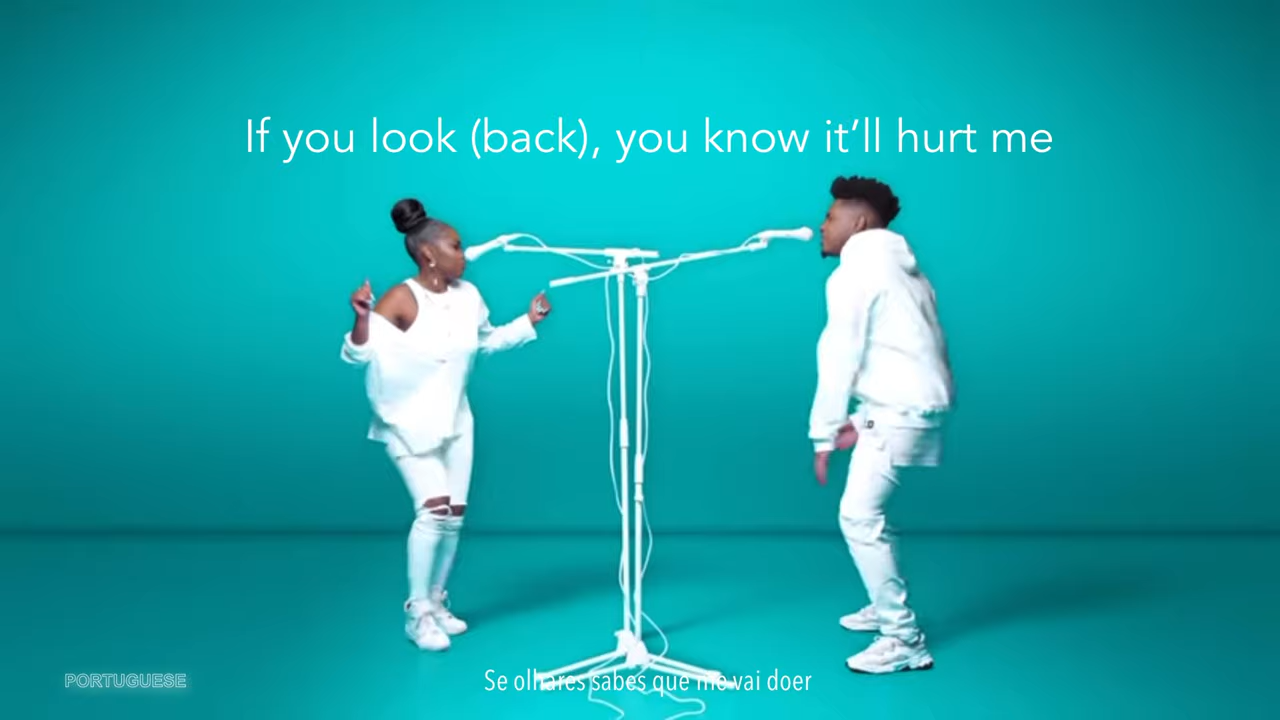 If you look (back), you know it’ll hurt me
PORTUGUESE
Se olhares sabes que me vai doer